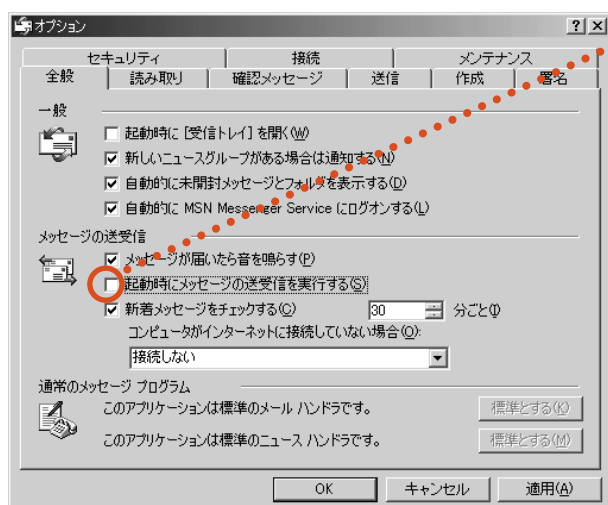 オプション
? ×
セキュリティ 接続 メンテナンス
全般 読み取り 確認メッセージ 送信 作成 署名
一般
起動時に [受信トレイ] を開く(W)
新しいニュースグループがある場合は通知する(N)
自動的に未開封メッセージとフォルダを表示する(D)
自動的に MSN Messenger Service にログオンする(L)
メッセージの送受信
メッセージが届いたら音を鳴らす(P)
起動時にメッセージの送受信を実行する(S)
新着メッセージをチェックする(C) 30 分ごと(I)
コンピュータがインターネットに接続していない場合(O):
接続しない
通常のメッセージ プログラム
このアプリケーションは標準のメール ハンドラです。 標準とする(K)
このアプリケーションは標準のニュース ハンドラです。 標準とする(M)
OK キャンセル 適用(A)